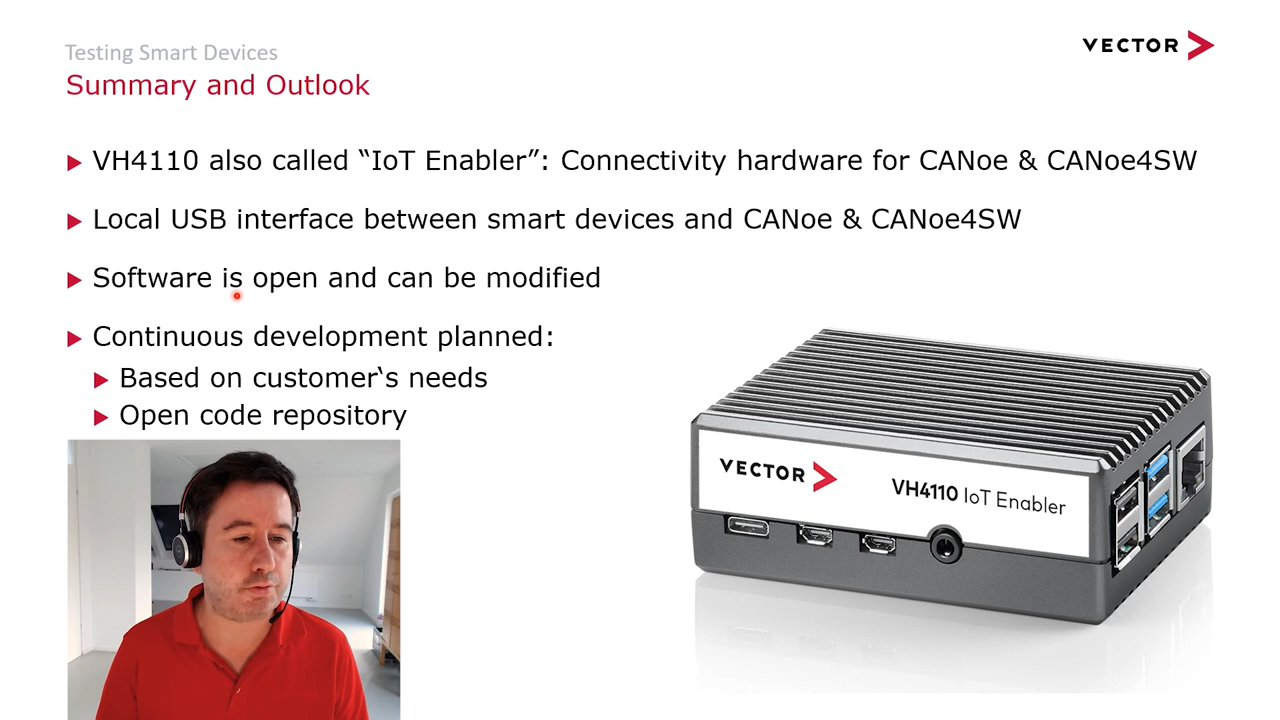 Testing Smart Devices
VECTOR
Summary and Outlook
VH4110 also called “IoT Enabler”: Connectivity hardware for CANoe & CANoe4SW
Local USB interface between smart devices and CANoe & CANoe4SW
Software is open and can be modified
Continuous development planned:
Based on customer‘s needs
Open code repository
VECTOR
VH4110 IoT Enabler